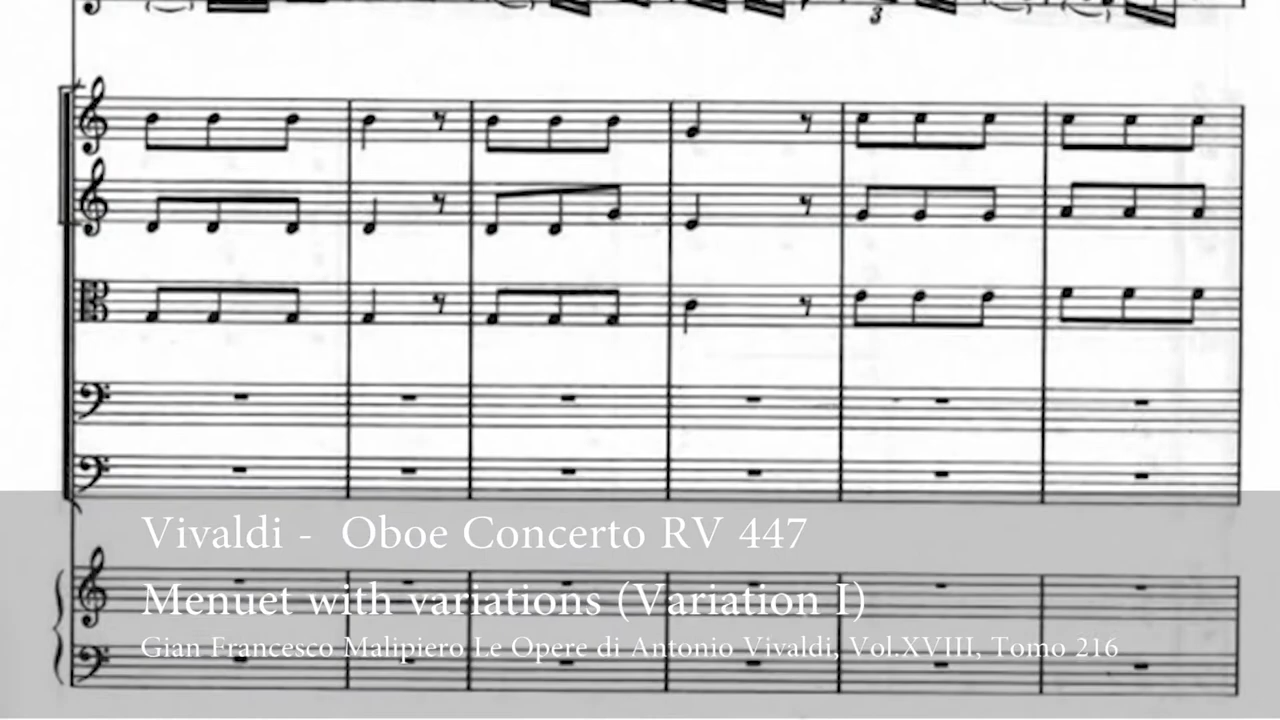 3
Vivaldi - Oboe Concerto RV 447
Menuet with variations (Variation I)
Gian Francesco Malipiero Le Opere di Antonio Vivaldi, Vol.XVIII, Tomo 216